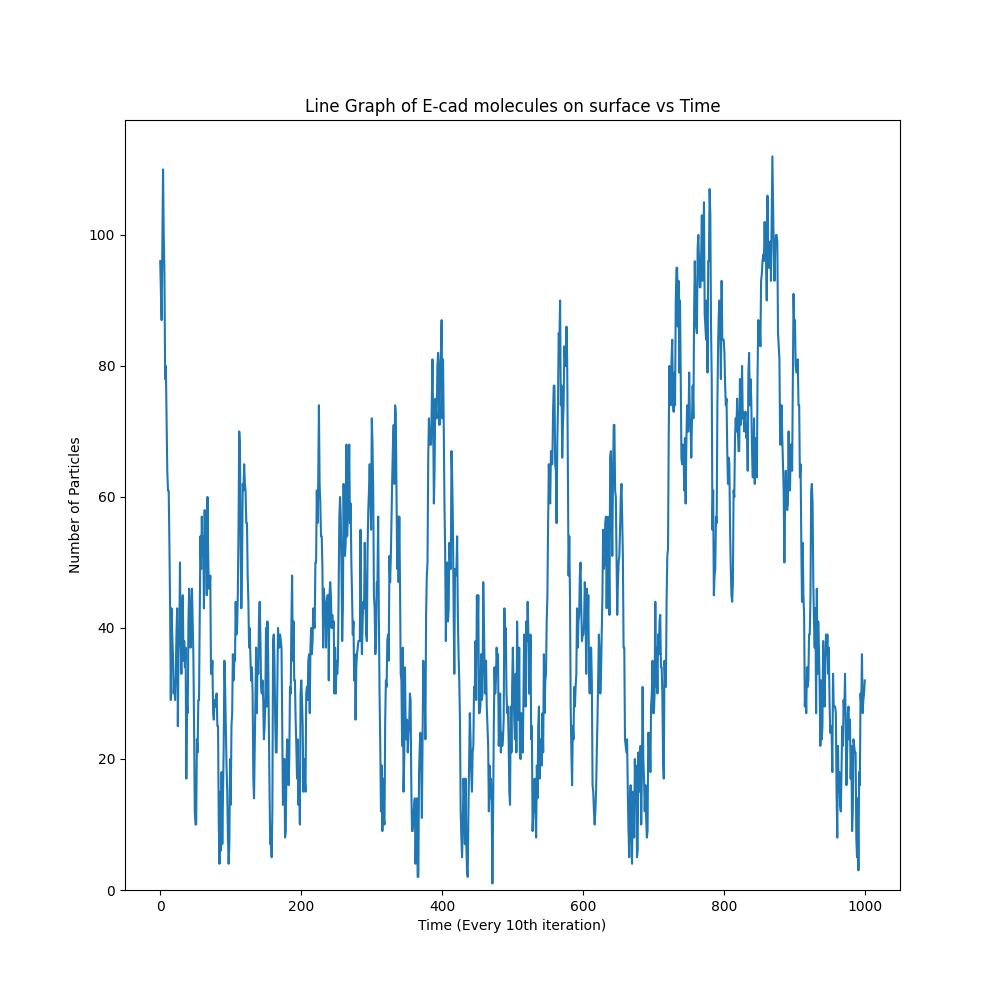 Line Graph of E-cad molecules on surface vs Time
100
80
60
40
20
0
Number of Particles
0 200 400 600 800 1000
Time (Every 10th iteration)